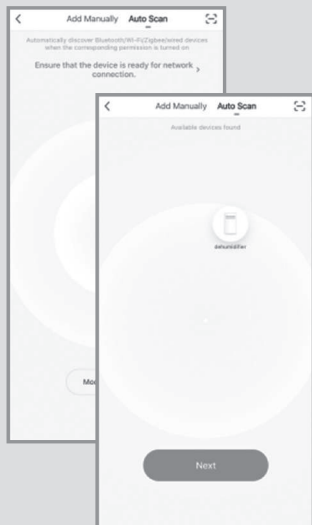 Add Manually Auto Scan
Automatically discover Bluetooth/Wi-Fi/Zigbee/wired devices
when the corresponding permission is turned on
Ensure that the device is ready for network
connection.
Add Manually Auto Scan
Available devices found
dehumidifier
Next